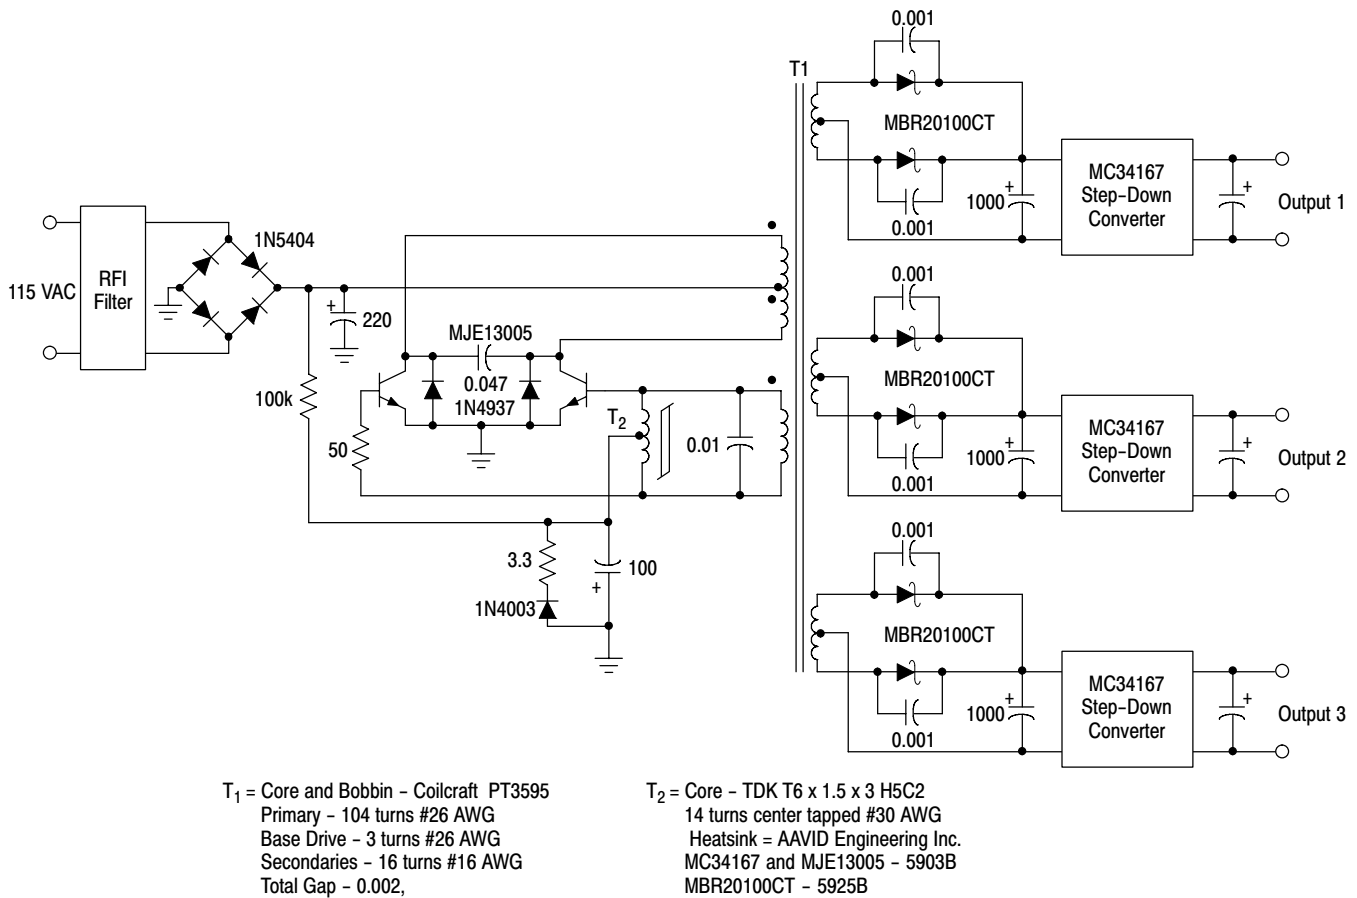 0.001
T1
MBR20100CT
MC34167
Step-Down
Converter
1000
+
+
Output 1
0.001
1N5404
115 VAC
RFI
Filter
+
220
0.001
MJE13005
0.047
1N4937
100k
50
T2
0.01
MBR20100CT
MC34167
Step-Down
Converter
1000
+
+
Output 2
0.001
0.001
3.3
100
+
1N4003
MBR20100CT
MC34167
Step-Down
Converter
1000
+
+
Output 3
0.001
T1 = Core and Bobbin - Coilcraft PT3595
Primary - 104 turns #26 AWG
Base Drive - 3 turns #26 AWG
Secondaries - 16 turns #16 AWG
Total Gap - 0.002,
T2 = Core - TDK T6 x 1.5 x 3 H5C2
14 turns center tapped #30 AWG
Heatsink = AAVID Engineering Inc.
MC34167 and MJE13005 - 5903B
MBR20100CT - 5925B